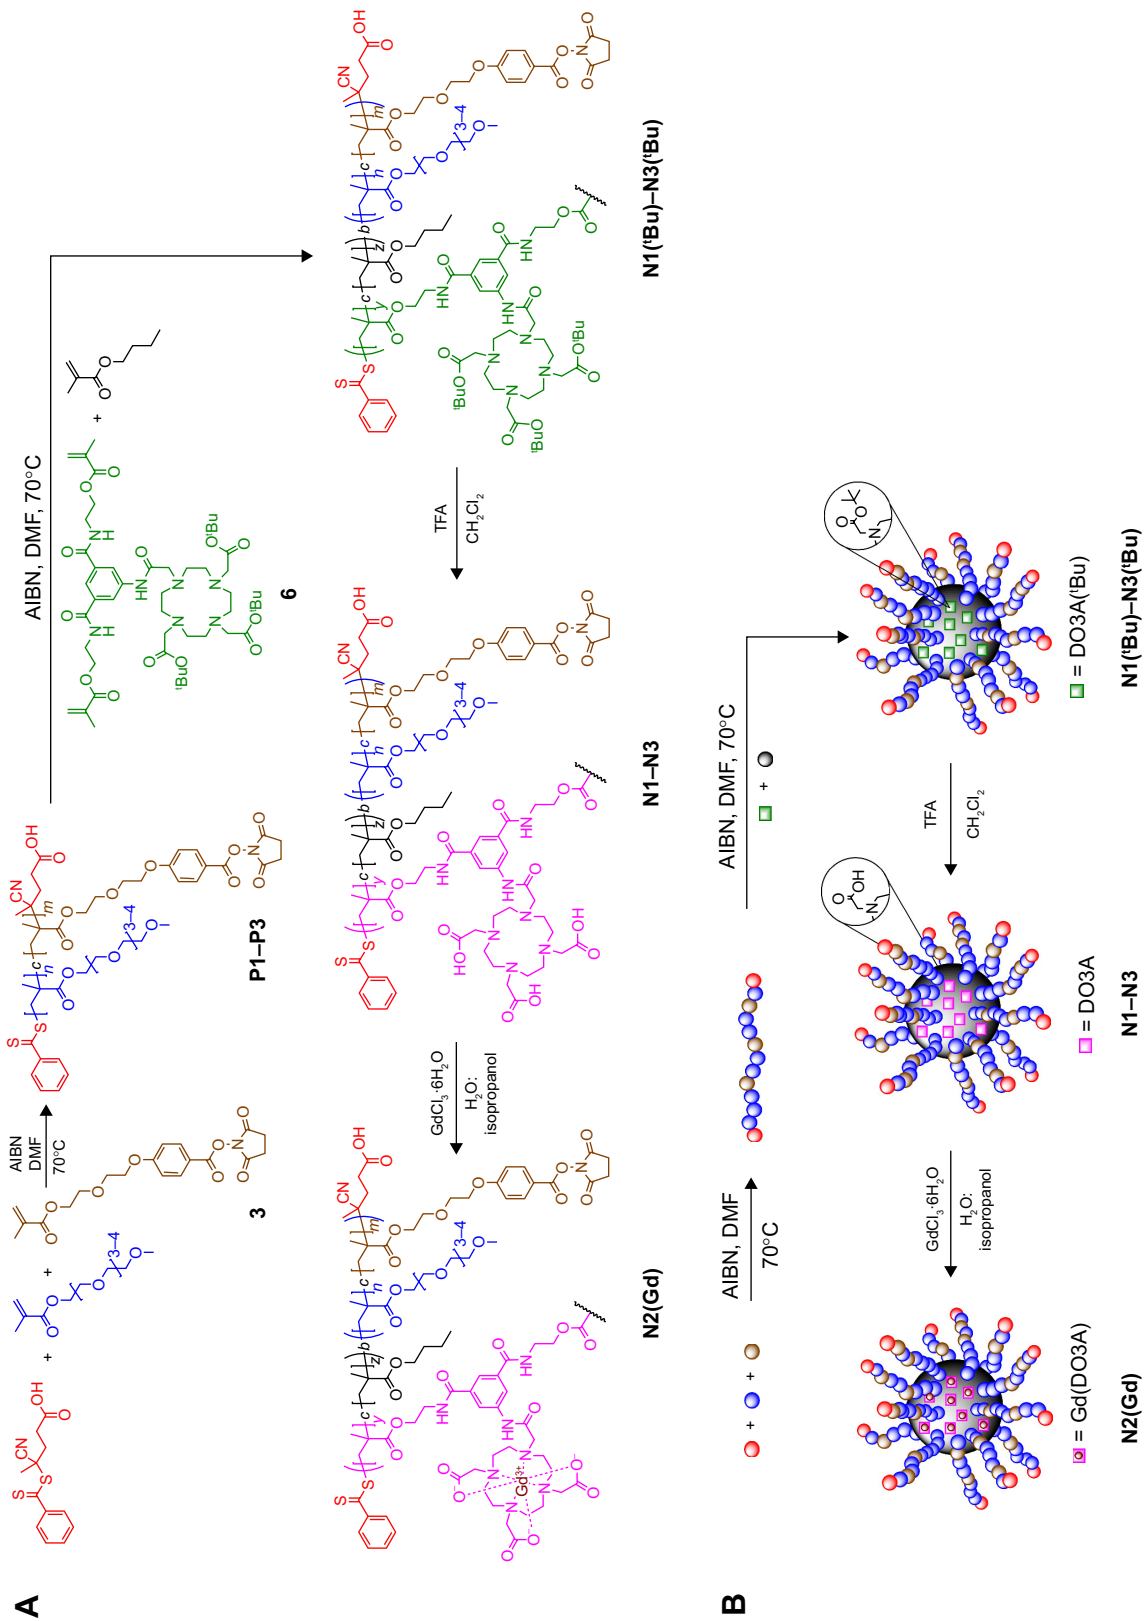 A
AIBN
DMF
70°C
3
P1–P3
AIBN, DMF, 70°C
6
N1(ᵗBu)–N3(ᵗBu)
TFA
CH₂Cl₂
N1–N3
GdCl₃·6H₂O
H₂O:
isopropanol
Gd³⁺
N2(Gd)
B
AIBN, DMF
70°C
AIBN, DMF, 70°C
= DO3A(ᵗBu)
N1(ᵗBu)–N3(ᵗBu)
TFA
CH₂Cl₂
= DO3A
N1–N3
GdCl₃·6H₂O
H₂O:
isopropanol
= Gd(DO3A)
N2(Gd)